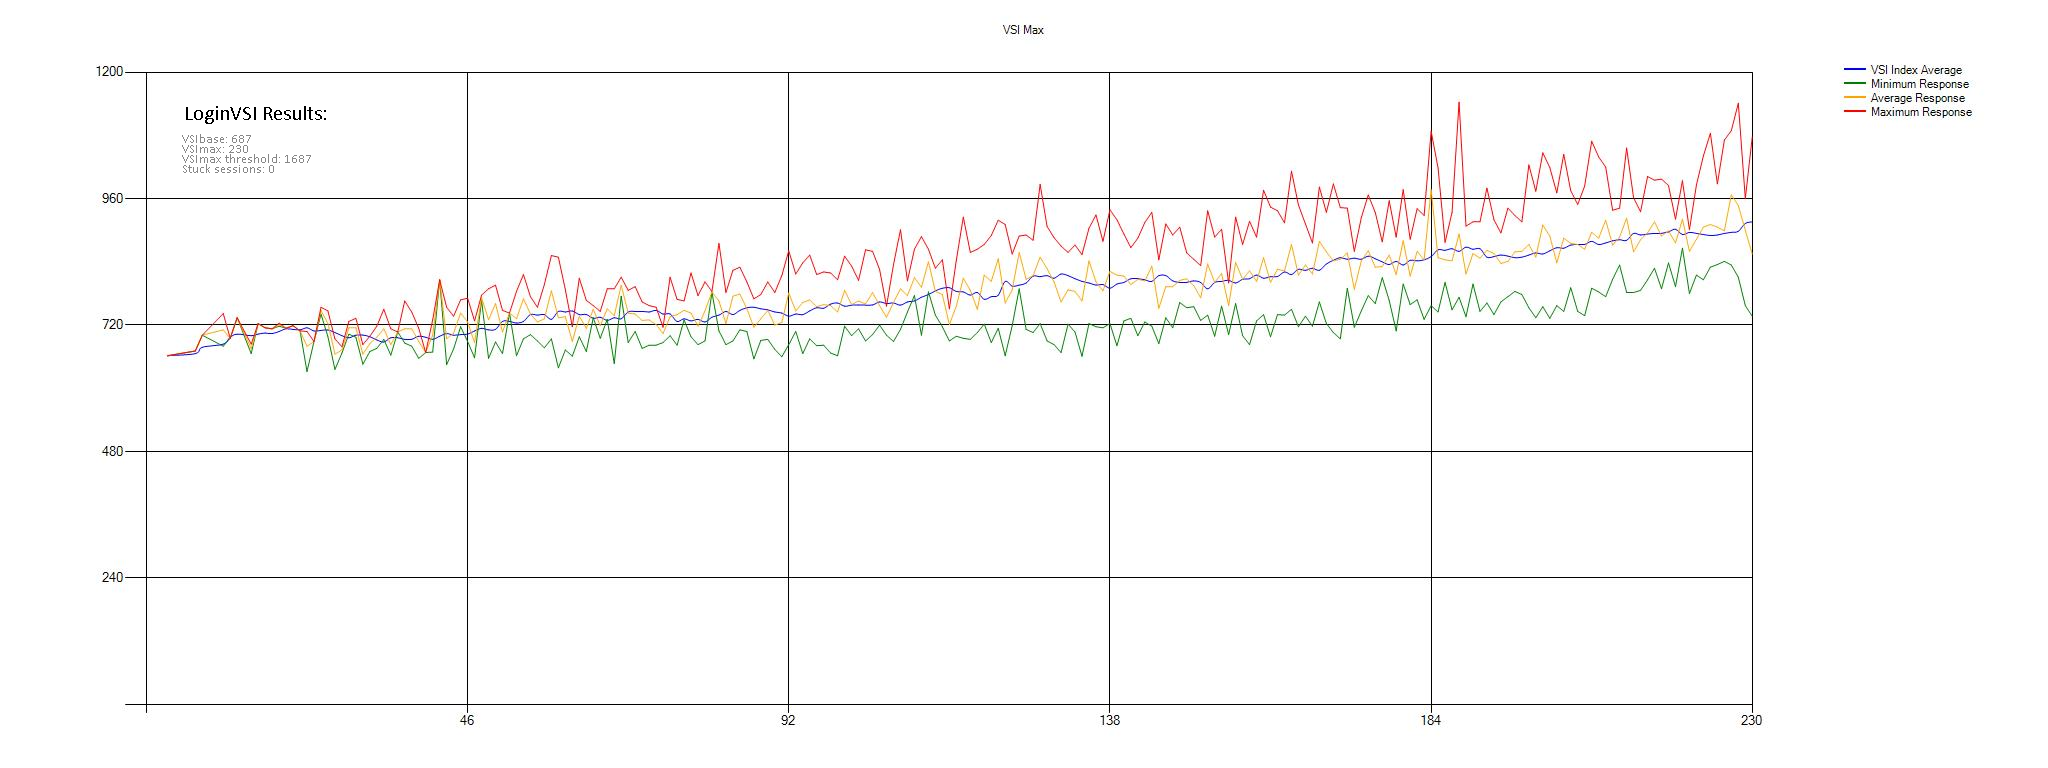 VSI Max
1200
960
720
480
240
LoginVSI Results:
VSIbase: 687
VSImax: 230
VSImax threshold: 1687
Stuck sessions: 0
VSI Index Average
Minimum Response
Average Response
Maximum Response
46
92
138
184
230